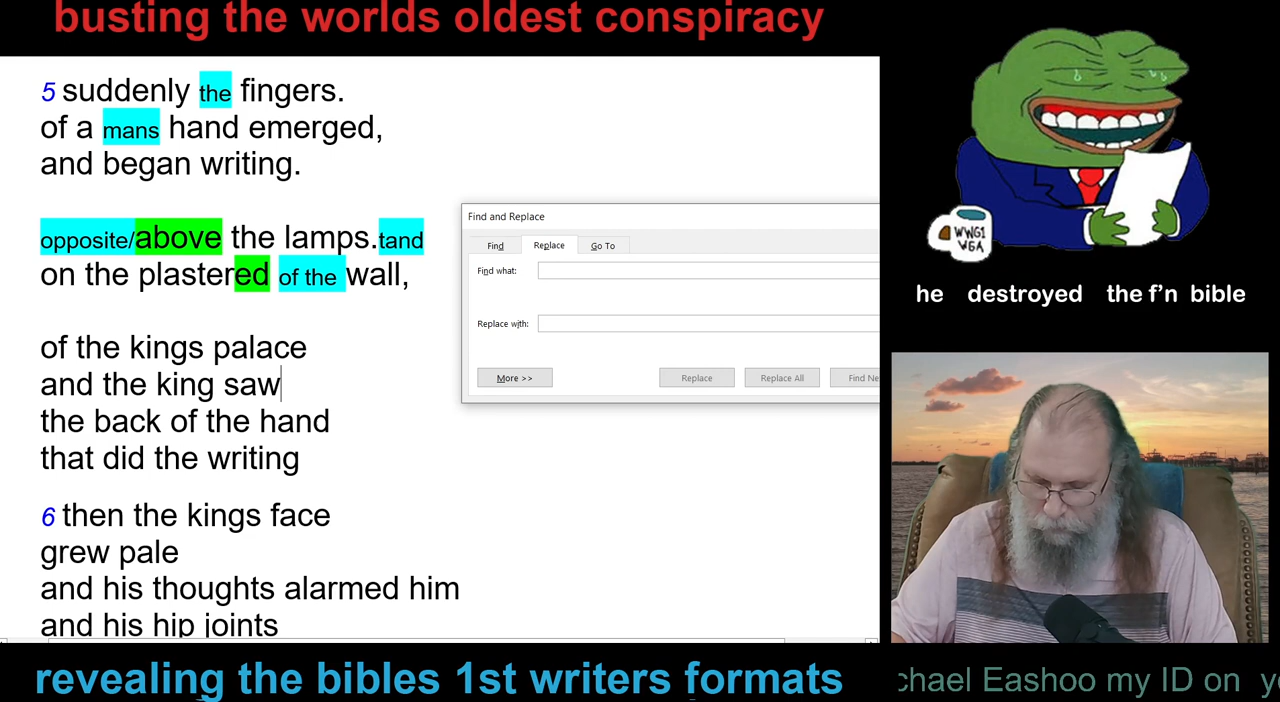 busting the worlds oldest conspiracy
5 suddenly the fingers.
of a mans hand emerged,
and began writing.
opposite/above the lamps.tand
on the plastered of the wall,
of the kings palace
and the king saw
the back of the hand
that did the writing
6 then the kings face
grew pale
and his thoughts alarmed him
and his hip joints
Find and Replace
Find Replace Go To
Find what:
Replace with:
More >> Replace Replace All Find Ne
WWG1
WGA
he destroyed the f'n bible
revealing the bibles 1st writers formats
chael Eashoo my ID on y